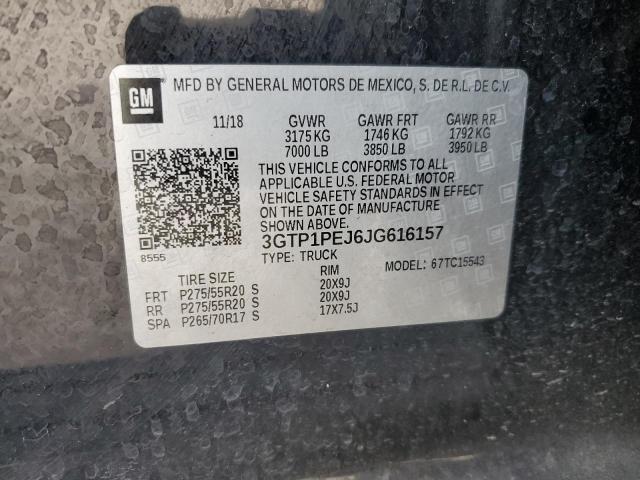 GM
MFD BY GENERAL MOTORS DE MEXICO, S. DE R.L. DE C.V.
11/18 GVWR GAWR FRT GAWR RR
3175 KG 1746 KG 1792 KG
7000 LB 3850 LB 3950 LB
THIS VEHICLE CONFORMS TO ALL
APPLICABLE U.S. FEDERAL MOTOR
VEHICLE SAFETY STANDARDS IN EFFECT
ON THE DATE OF MANUFACTURE
SHOWN ABOVE.
8555 3GTP1PEJ6JG616157
TYPE: TRUCK MODEL: 67TC15543
TIRE SIZE RIM
FRT P275/55R20 S 20X9J
RR P275/55R20 S 20X9J
SPA P265/70R17 S 17X7.5J